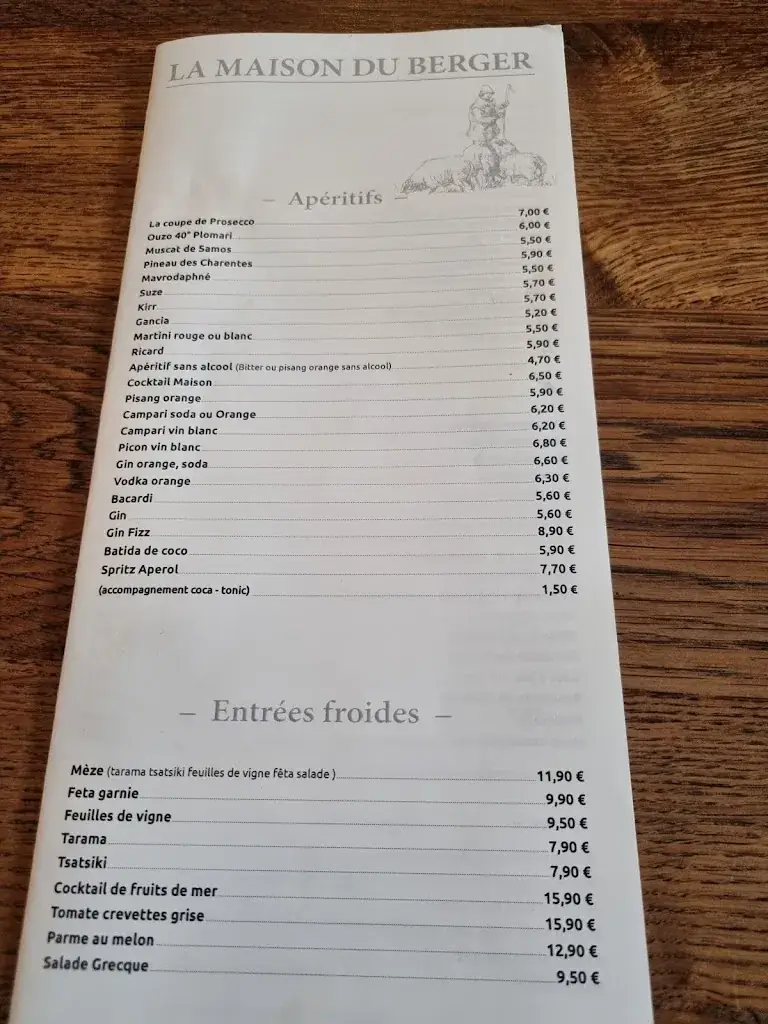 LA MAISON DU BERGER
– Apéritifs –
La coupe de Prosecco 7,00 €
Ouzo 40° Plomari 6,00 €
Muscat de Samos 5,50 €
Pineau des Charentes 5,90 €
Mavrodaphné 5,50 €
Suze 5,70 €
Kirr 5,70 €
Gancia 5,20 €
Martini rouge ou blanc 5,50 €
Ricard 5,90 €
Apéritif sans alcool (Bitter ou pisang orange sans alcool) 4,70 €
Cocktail Maison 6,50 €
Pisang orange 5,90 €
Campari soda ou Orange 6,20 €
Campari vin blanc 6,20 €
Picon vin blanc 6,80 €
Gin orange, soda 6,60 €
Vodka orange 6,30 €
Bacardi 5,60 €
Gin 5,60 €
Gin Fizz 8,90 €
Batida de coco 5,90 €
Spritz Aperol 7,70 €
(accompagnement coca - tonic) 1,50 €
– Entrées froides –
Mèze (tarama tsatsiki feuilles de vigne fêta salade ) 11,90 €
Feta garnie 9,90 €
Feuilles de vigne 9,50 €
Tarama 7,90 €
Tsatsiki 7,90 €
Cocktail de fruits de mer 15,90 €
Tomate crevettes grise 15,90 €
Parme au melon 12,90 €
Salade Grecque 9,50 €